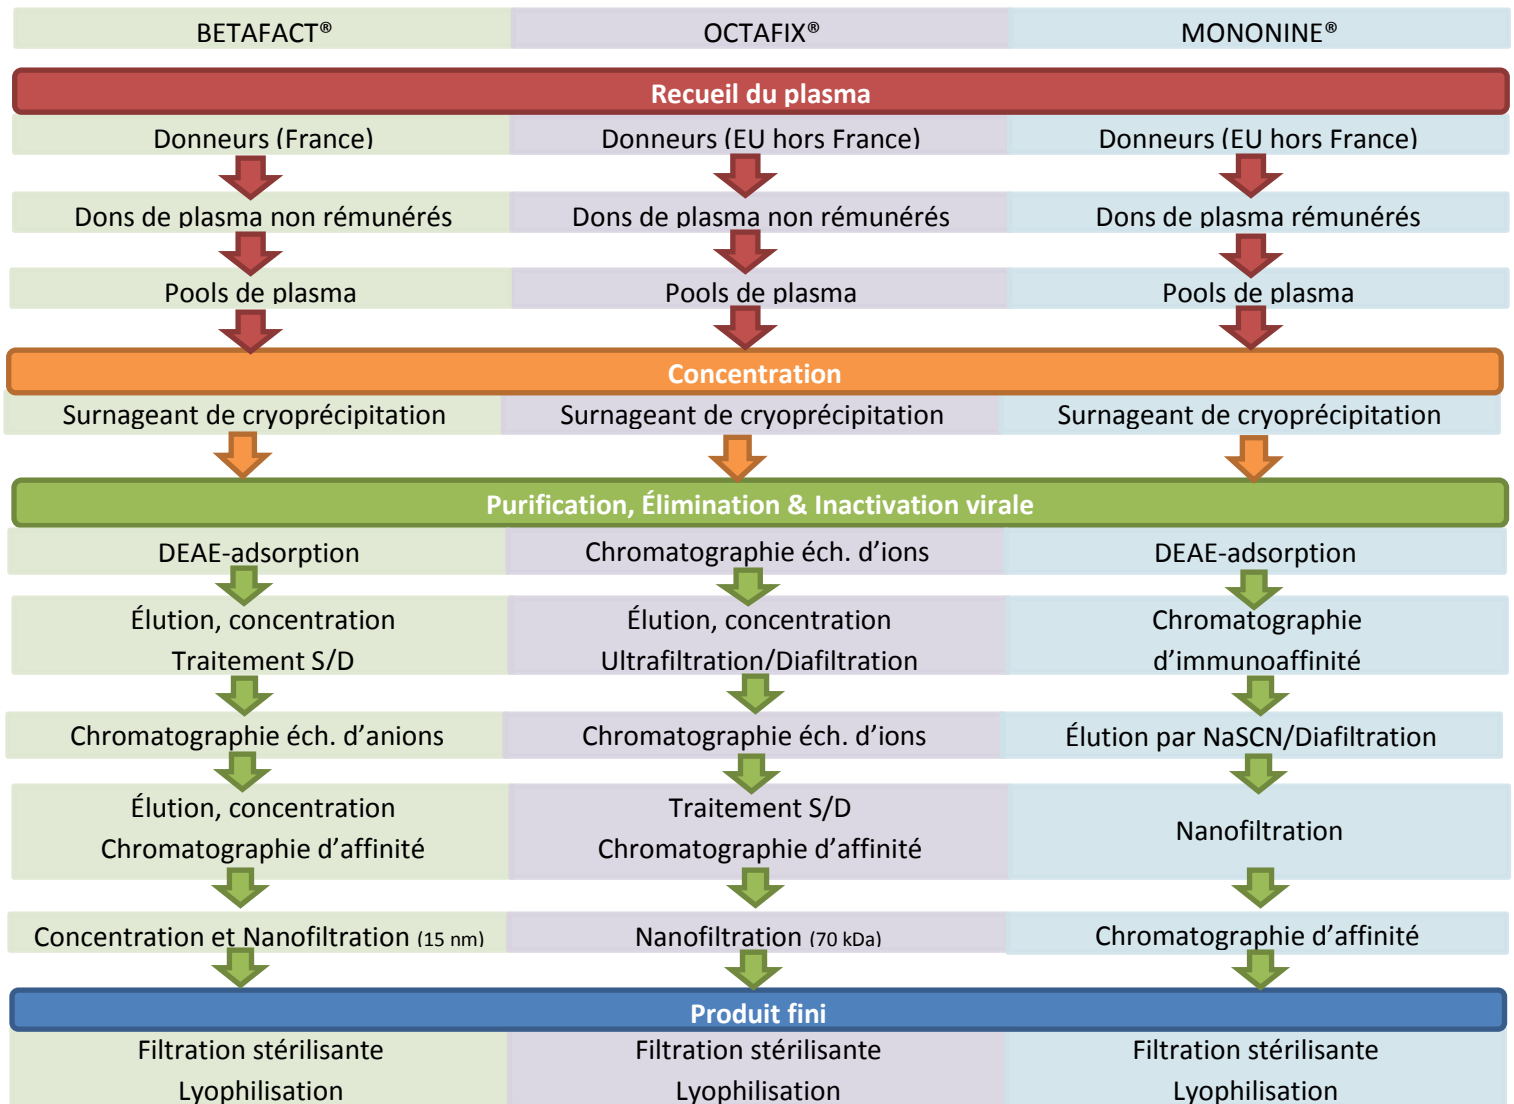 BETAFACT®
OCTAFIX®
MONONINE®
Recueil du plasma
Donneurs (France)
Donneurs (EU hors France)
Donneurs (EU hors France)
Dons de plasma non rémunérés
Dons de plasma non rémunérés
Dons de plasma rémunérés
Pools de plasma
Pools de plasma
Pools de plasma
Concentration
Surnageant de cryoprécipitation
Surnageant de cryoprécipitation
Surnageant de cryoprécipitation
Purification, Élimination & Inactivation virale
DEAE-adsorption
Chromatographie éch. d’ions
DEAE-adsorption
Élution, concentration
Traitement S/D
Élution, concentration
Ultrafiltration/Diafiltration
Chromatographie
d’immunoaffinité
Chromatographie éch. d’anions
Chromatographie éch. d’ions
Élution par NaSCN/Diafiltration
Élution, concentration
Chromatographie d’affinité
Traitement S/D
Chromatographie d’affinité
Nanofiltration
Concentration et Nanofiltration (15 nm)
Nanofiltration (70 kDa)
Chromatographie d’affinité
Produit fini
Filtration stérilisante
Lyophilisation
Filtration stérilisante
Lyophilisation
Filtration stérilisante
Lyophilisation